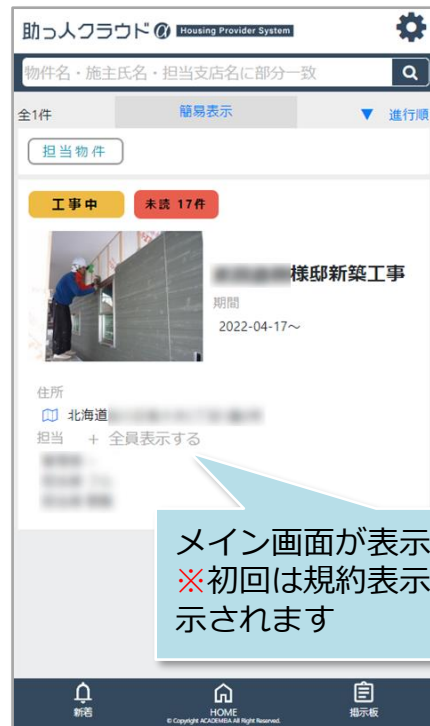 助っ人クラウドα Housing Provider System
物件名・施主氏名・担当支店名に部分一致
全1件 簡易表示 ▼ 進行順
担当物件
工事中 未読 17件
様邸新築工事
期間
2022-04-17～
住所
北海道
担当 + 全員表示する
メイン画面が表示
※初回は規約表示
示されます
新着 HOME 掲示板
© Copyright ACADEMEIA All Right Reserved.